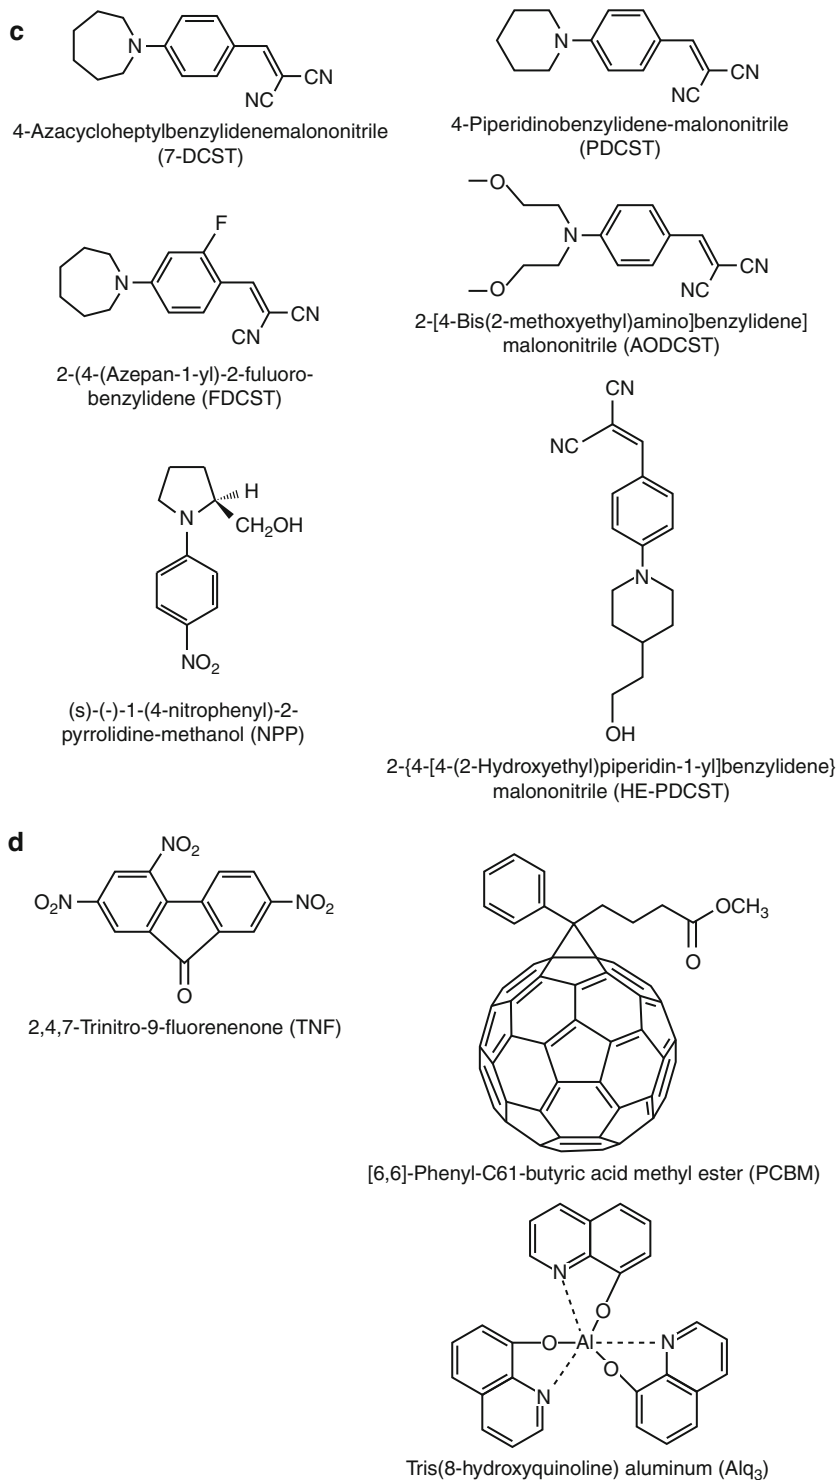 c
N
CN
NC
4-Azacycloheptylbenzylidenemalononitrile
(7-DCST)
N
CN
NC
4-Piperidinobenzylidene-malononitrile
(PDCST)
F
N
CN
CN
2-(4-(Azepan-1-yl)-2-fuluoro-
benzylidene (FDCST)
O
N
O
CN
NC
2-[4-Bis(2-methoxyethyl)amino]benzylidene]
malononitrile (AODCST)
H
N
CH2OH
NO2
(s)-(-)-1-(4-nitrophenyl)-2-
pyrrolidine-methanol (NPP)
CN
NC
N
OH
2-{4-[4-(2-Hydroxyethyl)piperidin-1-yl]benzylidene}
malononitrile (HE-PDCST)
d
NO2
O2N
NO2
O
2,4,7-Trinitro-9-fluorenenone (TNF)
OCH3
O
[6,6]-Phenyl-C61-butyric acid methyl ester (PCBM)
N
O
O
Al
N
O
N
Tris(8-hydroxyquinoline) aluminum (Alq3)